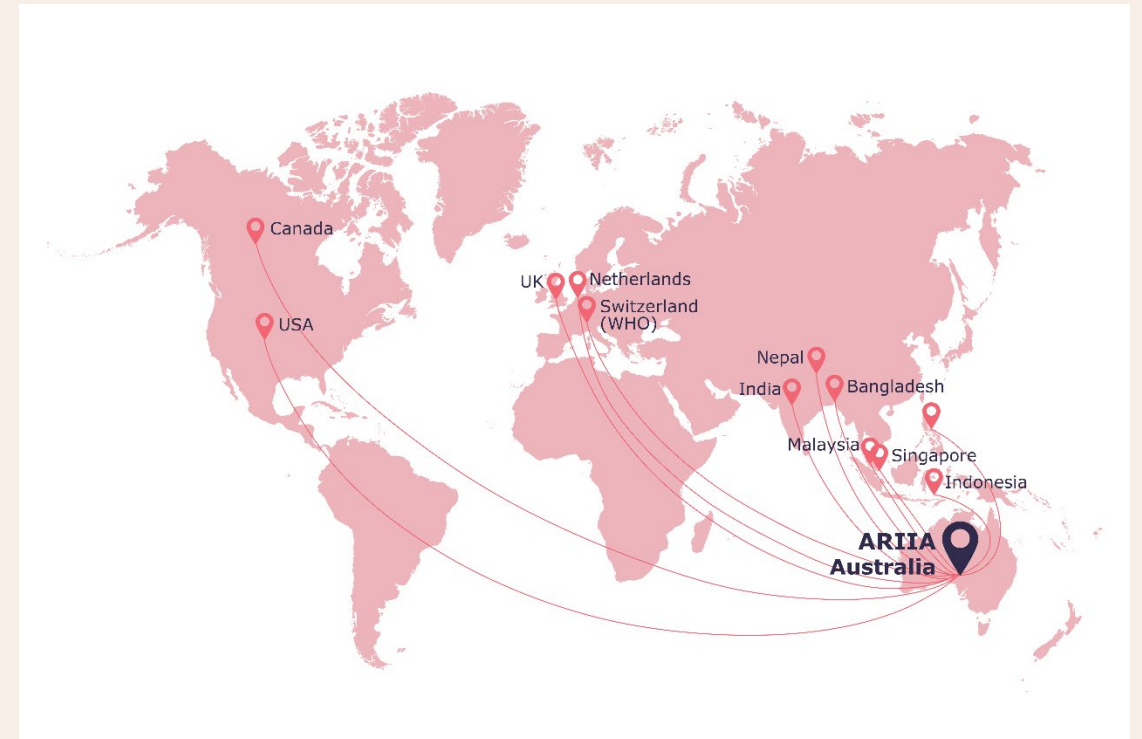 Canada
UK
Netherlands
Switzerland
(WHO)
USA
Nepal
India
Bangladesh
Malaysia
Singapore
Indonesia
ARIIA
Australia